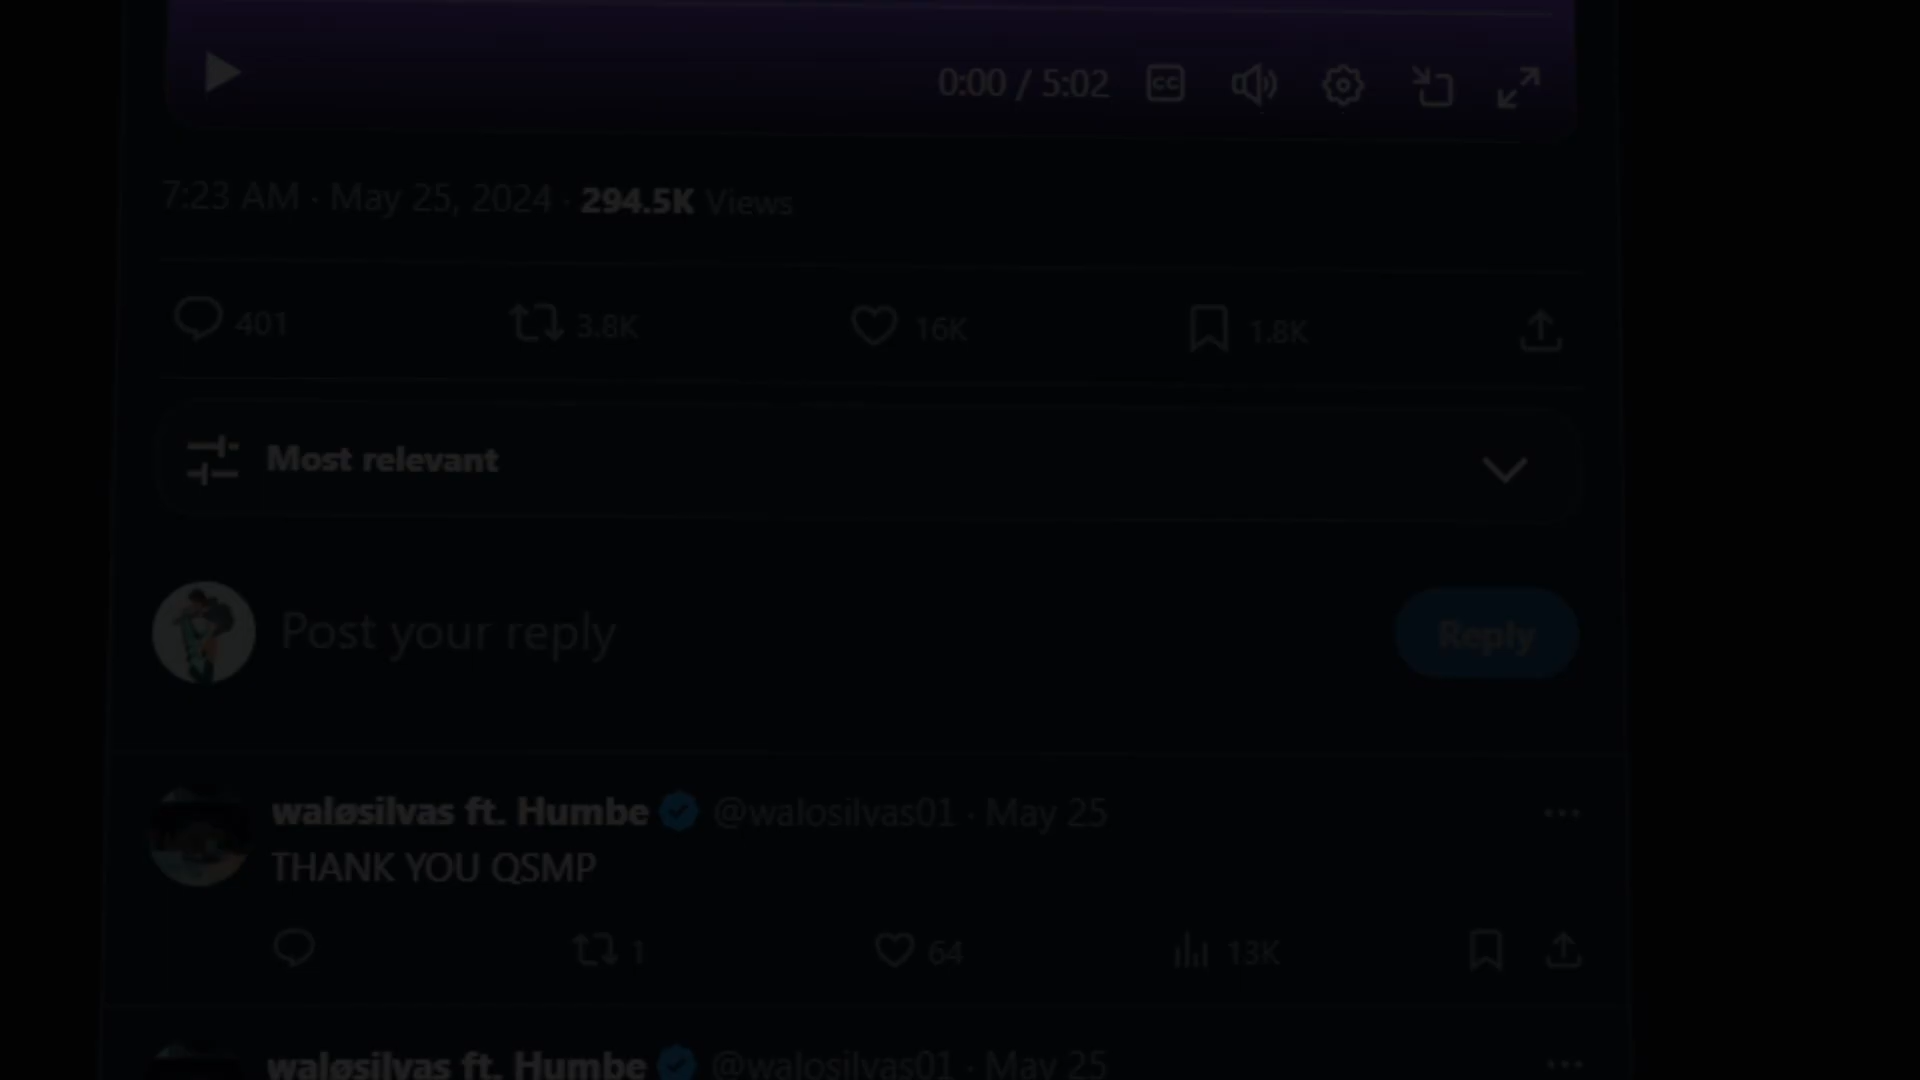 0:00 / 5:02
CC
7:23 AM · May 25, 2024 · 294.5K Views
401 3.8K 16K 1.8K
Most relevant
Post your reply Reply
waløsilvas ft. Humbe @walosilvas01 · May 25
THANK YOU QSMP
1 64 13K
waløsilvas ft. Humbe @walosilvas01 · May 25